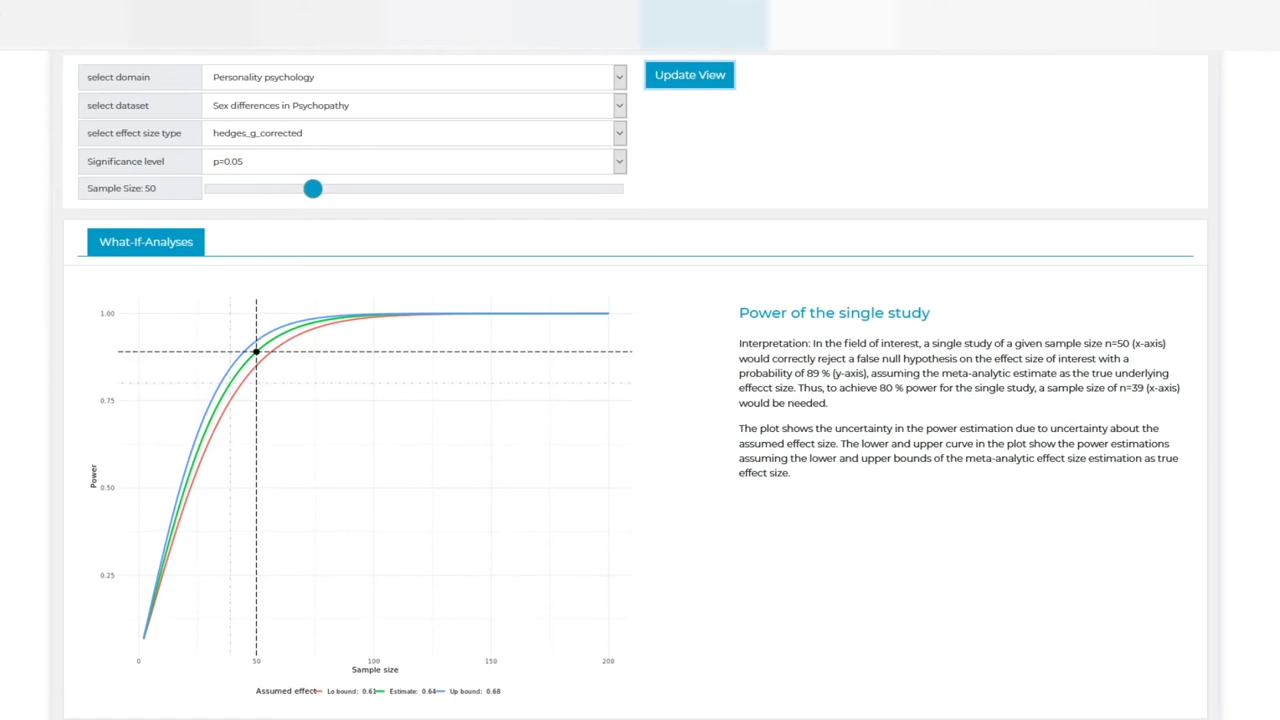 select domain Personality psychology
Update View
select dataset Sex differences in Psychopathy
select effect size type hedges_g_corrected
Significance level p=0.05
Sample Size: 50
What-If-Analyses
Power of the single study
Interpretation: In the field of interest, a single study of a given sample size n=50 (x-axis)
would correctly reject a false null hypothesis on the effect size of interest with a
probability of 89 % (y-axis), assuming the meta-analytic estimate as the true underlying
effecct size. Thus, to achieve 80 % power for the single study, a sample size of n=39 (x-axis)
would be needed.
The plot shows the uncertainty in the power estimation due to uncertainty about the
assumed effect size. The lower and upper curve in the plot show the power estimations
assuming the lower and upper bounds of the meta-analytic effect size estimation as true
effect size.
1.00
0.75
Power
0.50
0.25
0 50 100 150 200
Sample size
Assumed effect Lo bound: 0.61 Estimate: 0.64 Up bound: 0.68